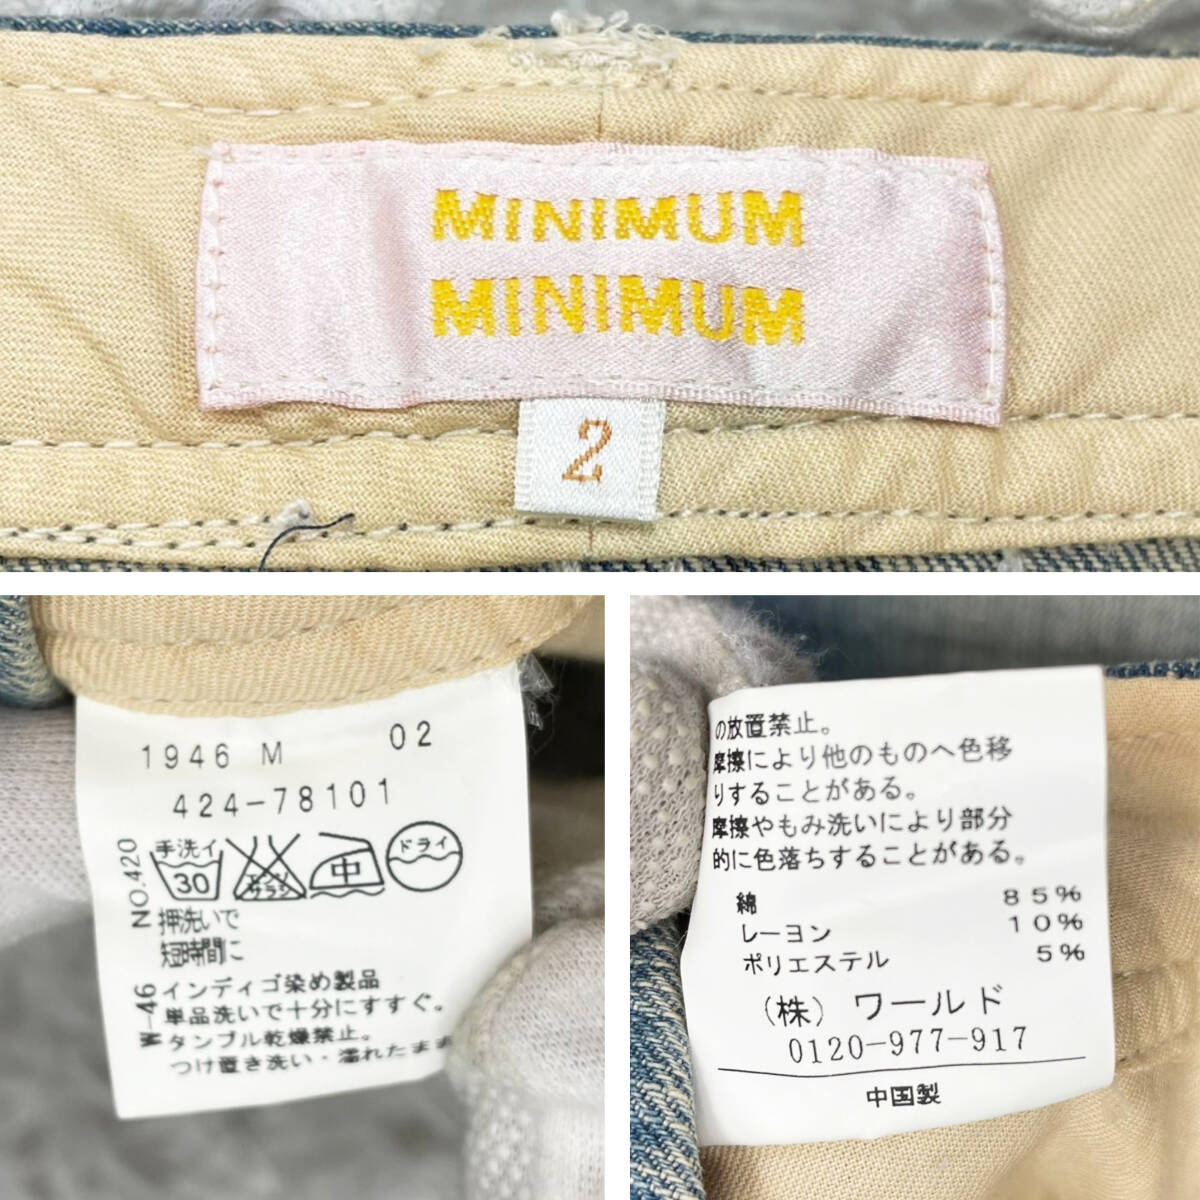 MINIMUM
MINIMUM
2
1946 M 02
424-78101
手洗イ
30
エンソ
サラシ
中
ドライ
NO.420
押洗いで
短時間に
W-46
インディゴ染め製品
単品洗いで十分にすすぐ。
タンブル乾燥禁止。
つけ置き洗い・濡れたまま
の放置禁止。
摩擦により他のものへ色移
りすることがある。
摩擦やもみ洗いにより部分
的に色落ちすることがある。
綿 85%
レーヨン 10%
ポリエステル 5%
(株) ワールド
0120-977-917
中国製